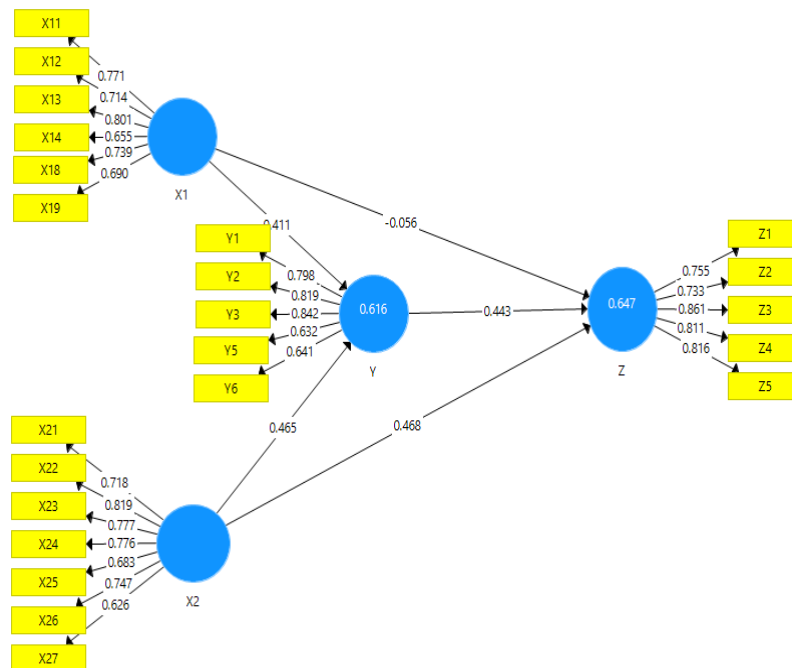 X11
X12
X13
X14
X18
X19
0.771
0.714
0.801
0.655
0.739
0.690
X1
0.411
-0.056
Y1
Y2
Y3
Y5
Y6
0.798
0.819
0.842
0.632
0.641
0.616
Y
0.443
0.647
Z
0.755
0.733
0.861
0.811
0.816
Z1
Z2
Z3
Z4
Z5
0.465
0.468
X21
X22
X23
X24
X25
X26
X27
0.718
0.819
0.777
0.776
0.683
0.747
0.626
X2